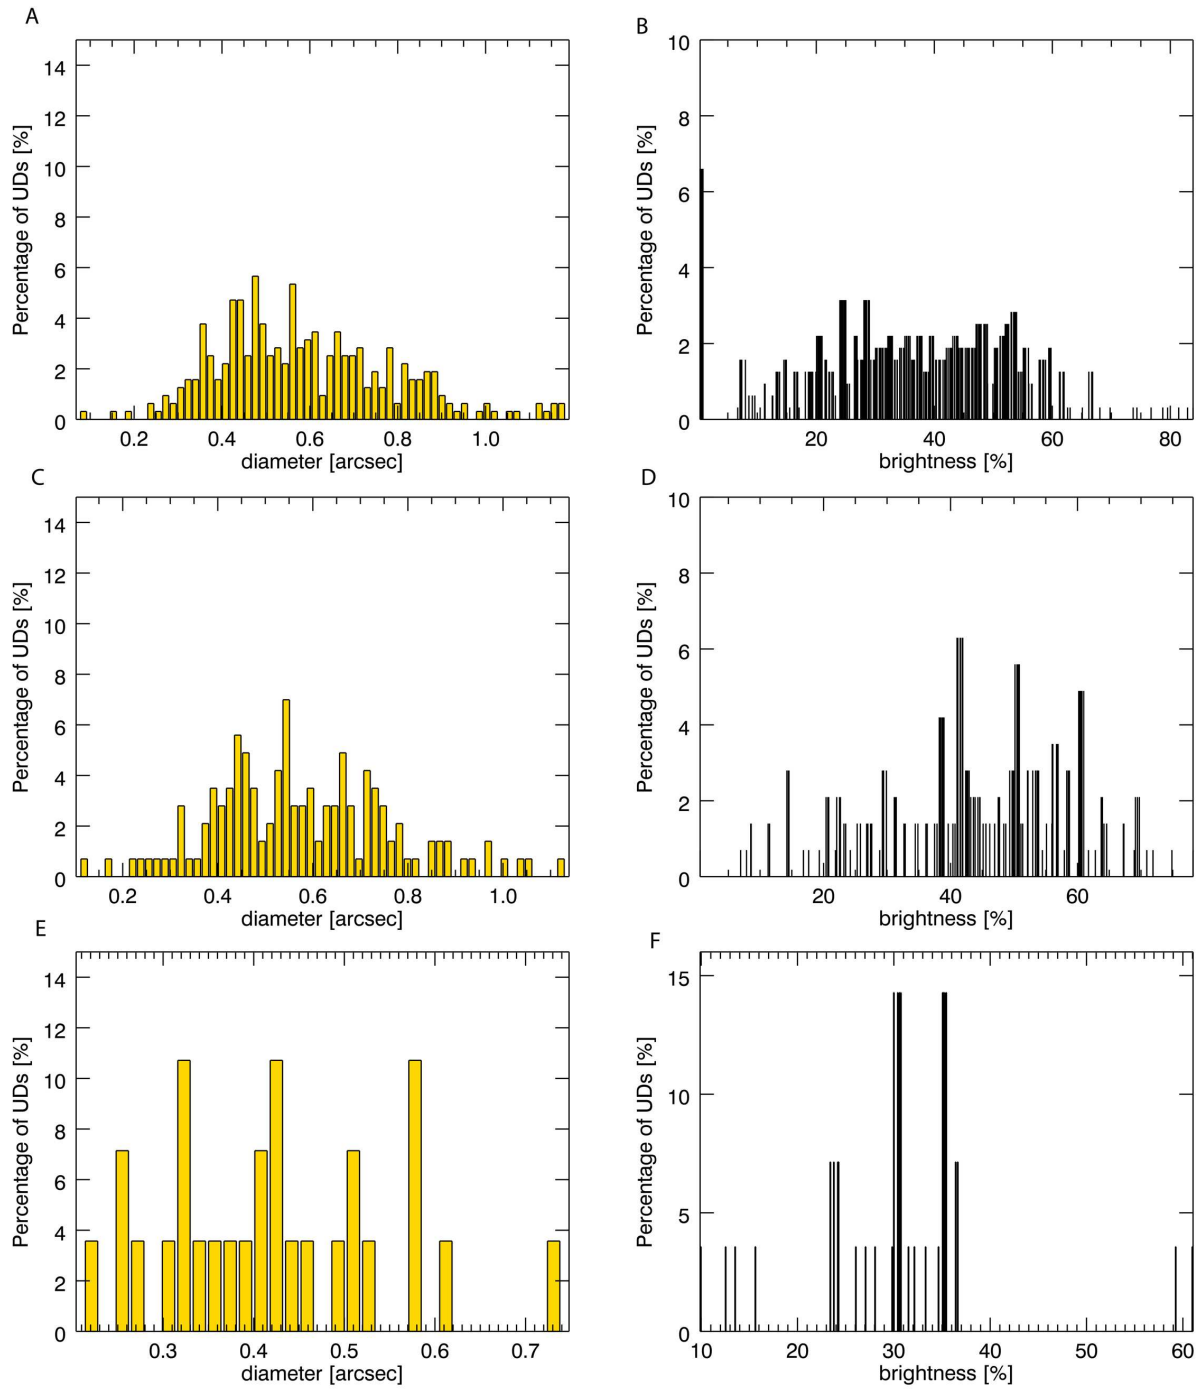 A
Percentage of UDs [%]
14
12
10
8
6
4
2
0
0.2 0.4 0.6 0.8 1.0
diameter [arcsec]
B
Percentage of UDs [%]
10
8
6
4
2
0
20 40 60 80
brightness [%]
C
Percentage of UDs [%]
14
12
10
8
6
4
2
0
0.2 0.4 0.6 0.8 1.0
diameter [arcsec]
D
Percentage of UDs [%]
10
8
6
4
2
0
20 40 60
brightness [%]
E
Percentage of UDs [%]
14
12
10
8
6
4
2
0
0.3 0.4 0.5 0.6 0.7
diameter [arcsec]
F
Percentage of UDs [%]
15
10
5
0
10 20 30 40 50 60
brightness [%]